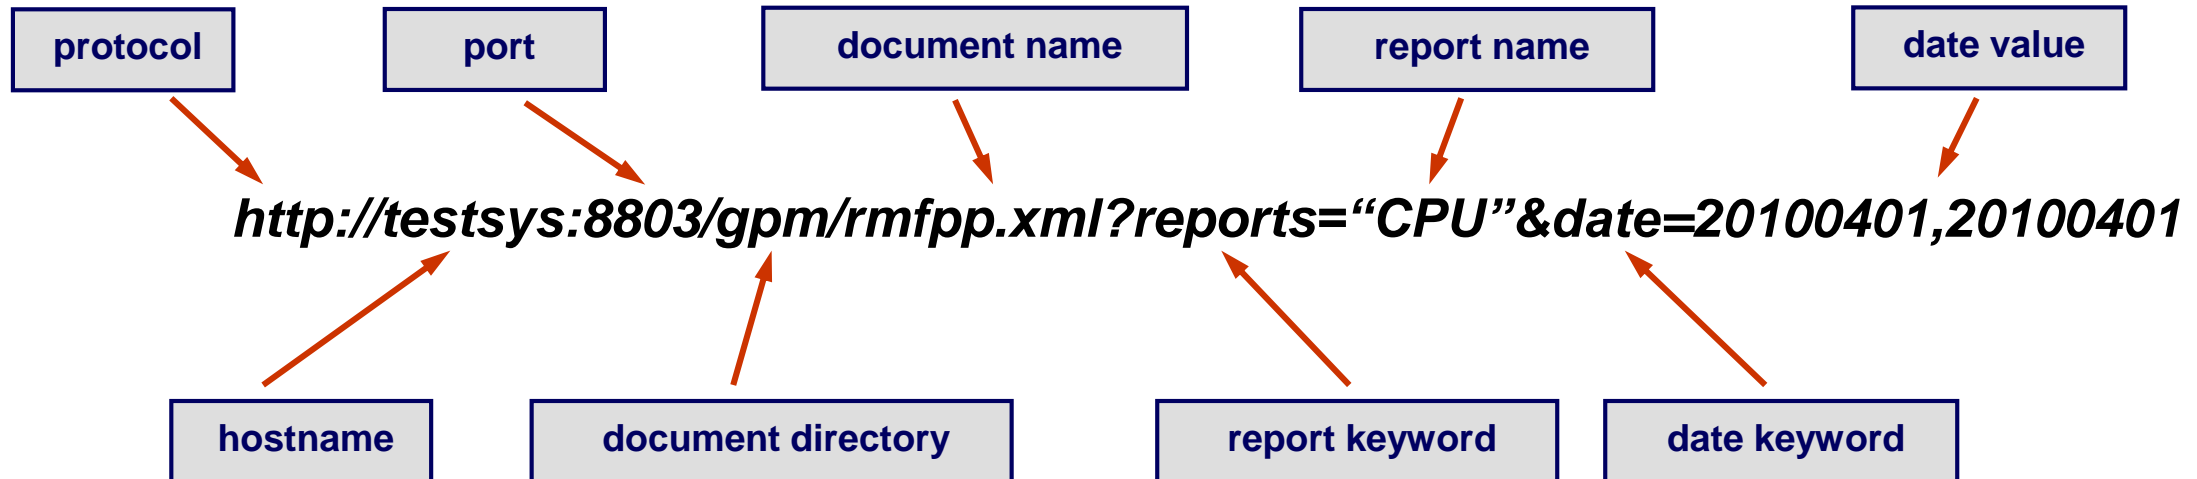 protocol
port
document name
report name
date value
http://testsys:8803/gpm/rmfpp.xml?reports=“CPU”&date=20100401,20100401
hostname
document directory
report keyword
date keyword